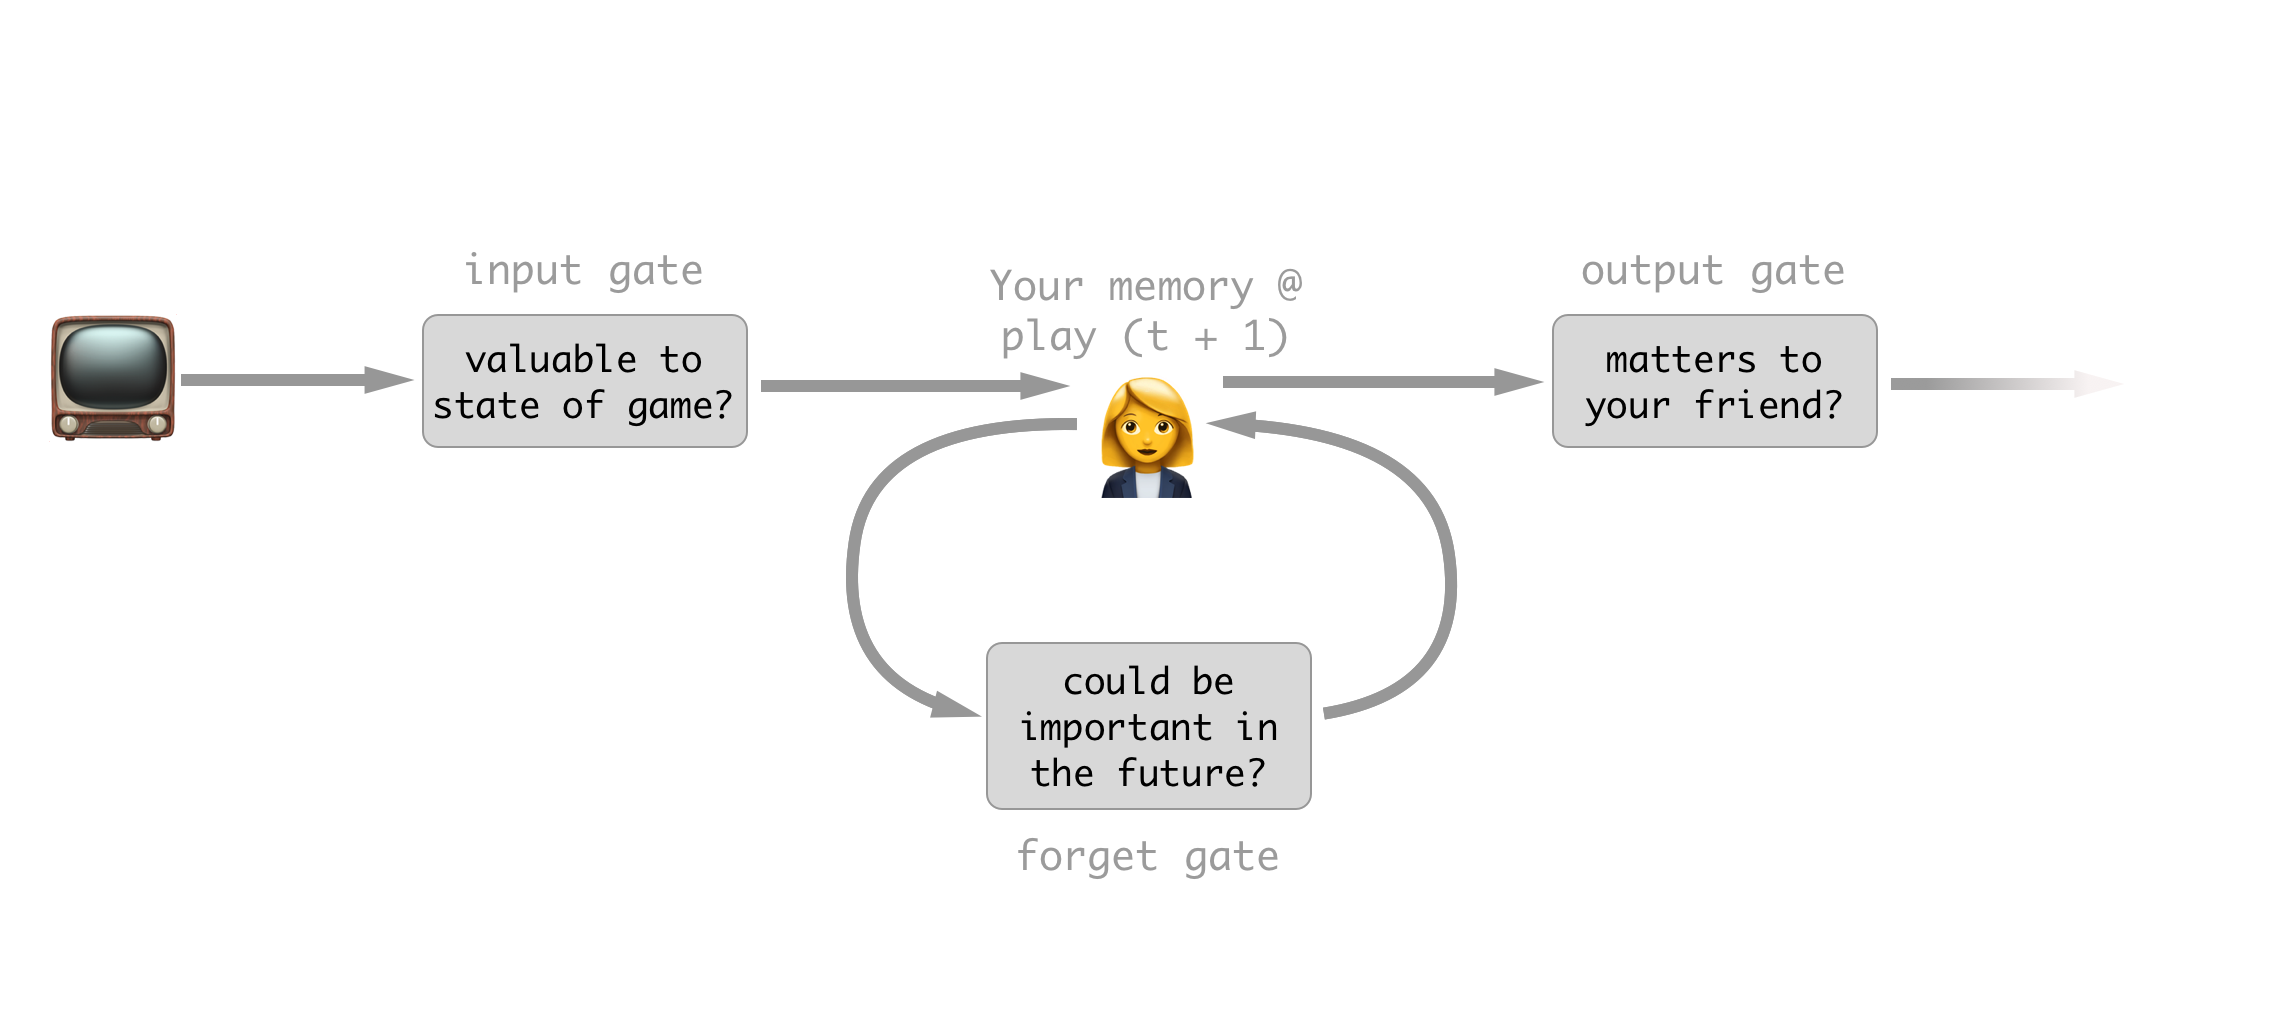 input gate
valuable to
state of game?
Your memory @
play (t + 1)
output gate
matters to
your friend?
could be
important in
the future?
forget gate